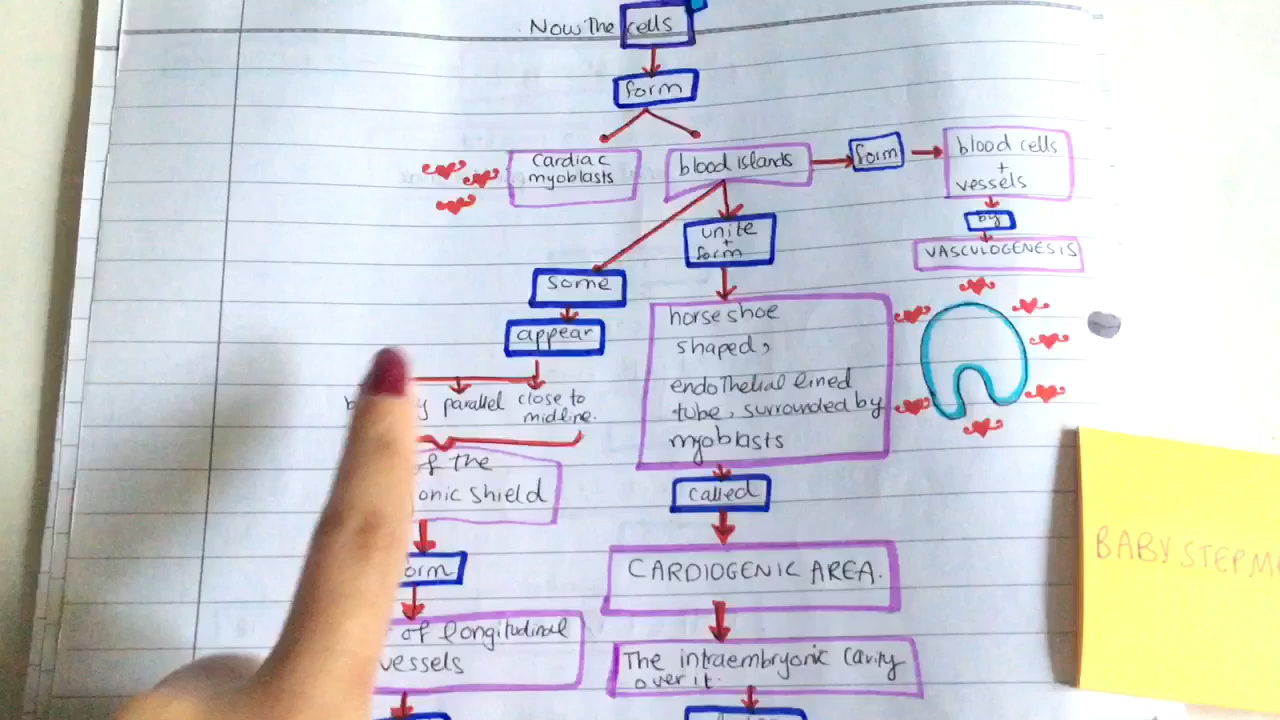 Now The cells
form
Cardiac
myoblasts
blood islands
form
blood cells
+
vessels
by
VASCULOGENESIS
unite
+
form
some
appear
parallel close to
midline.
horse shoe
shaped,
endothelial lined
tube, surrounded by
myoblasts
of the
onic shield
called
orm
CARDIOGENIC AREA.
of longitudinal
vessels
The intraembryonic cavity
over it.
BABY STEP